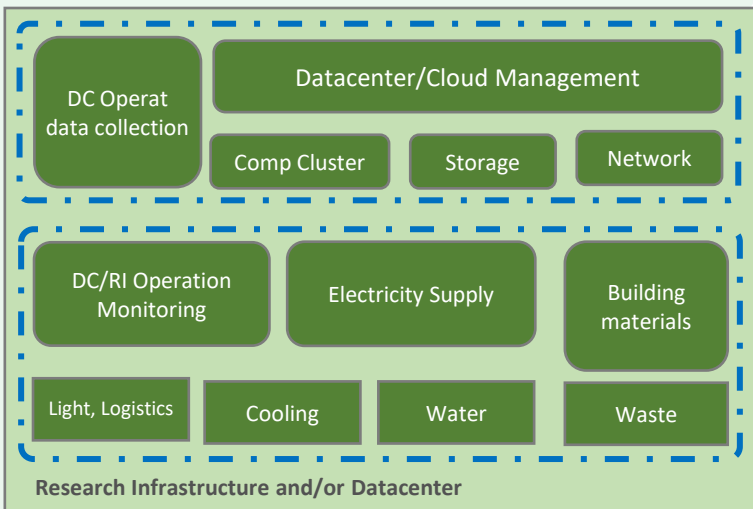 DC Operat
data collection
Datacenter/Cloud Management
Comp Cluster
Storage
Network
DC/RI Operation
Monitoring
Electricity Supply
Building
materials
Light, Logistics
Cooling
Water
Waste
Research Infrastructure and/or Datacenter